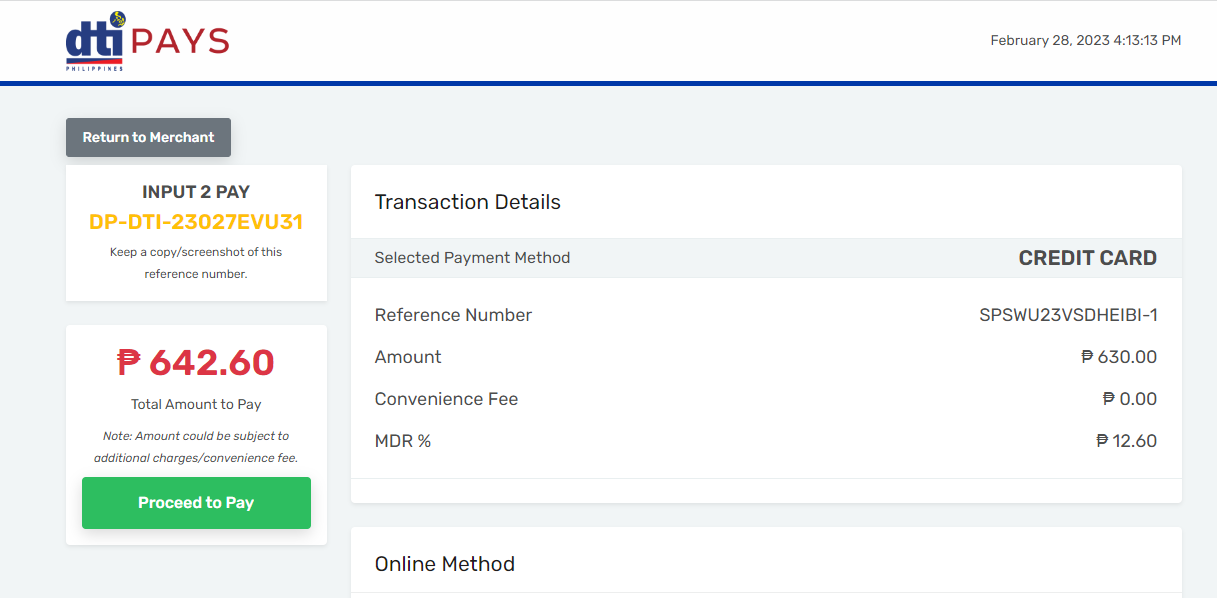 dti PAYS
PHILIPPINES
February 28, 2023 4:13:13 PM
Return to Merchant
INPUT 2 PAY
DP-DTI-23027EVU31
Keep a copy/screenshot of this
reference number.
₱ 642.60
Total Amount to Pay
Note: Amount could be subject to
additional charges/convenience fee.
Proceed to Pay
Transaction Details
Selected Payment Method CREDIT CARD
Reference Number SPSWU23VSDHEIBI-1
Amount ₱ 630.00
Convenience Fee ₱ 0.00
MDR % ₱ 12.60
Online Method